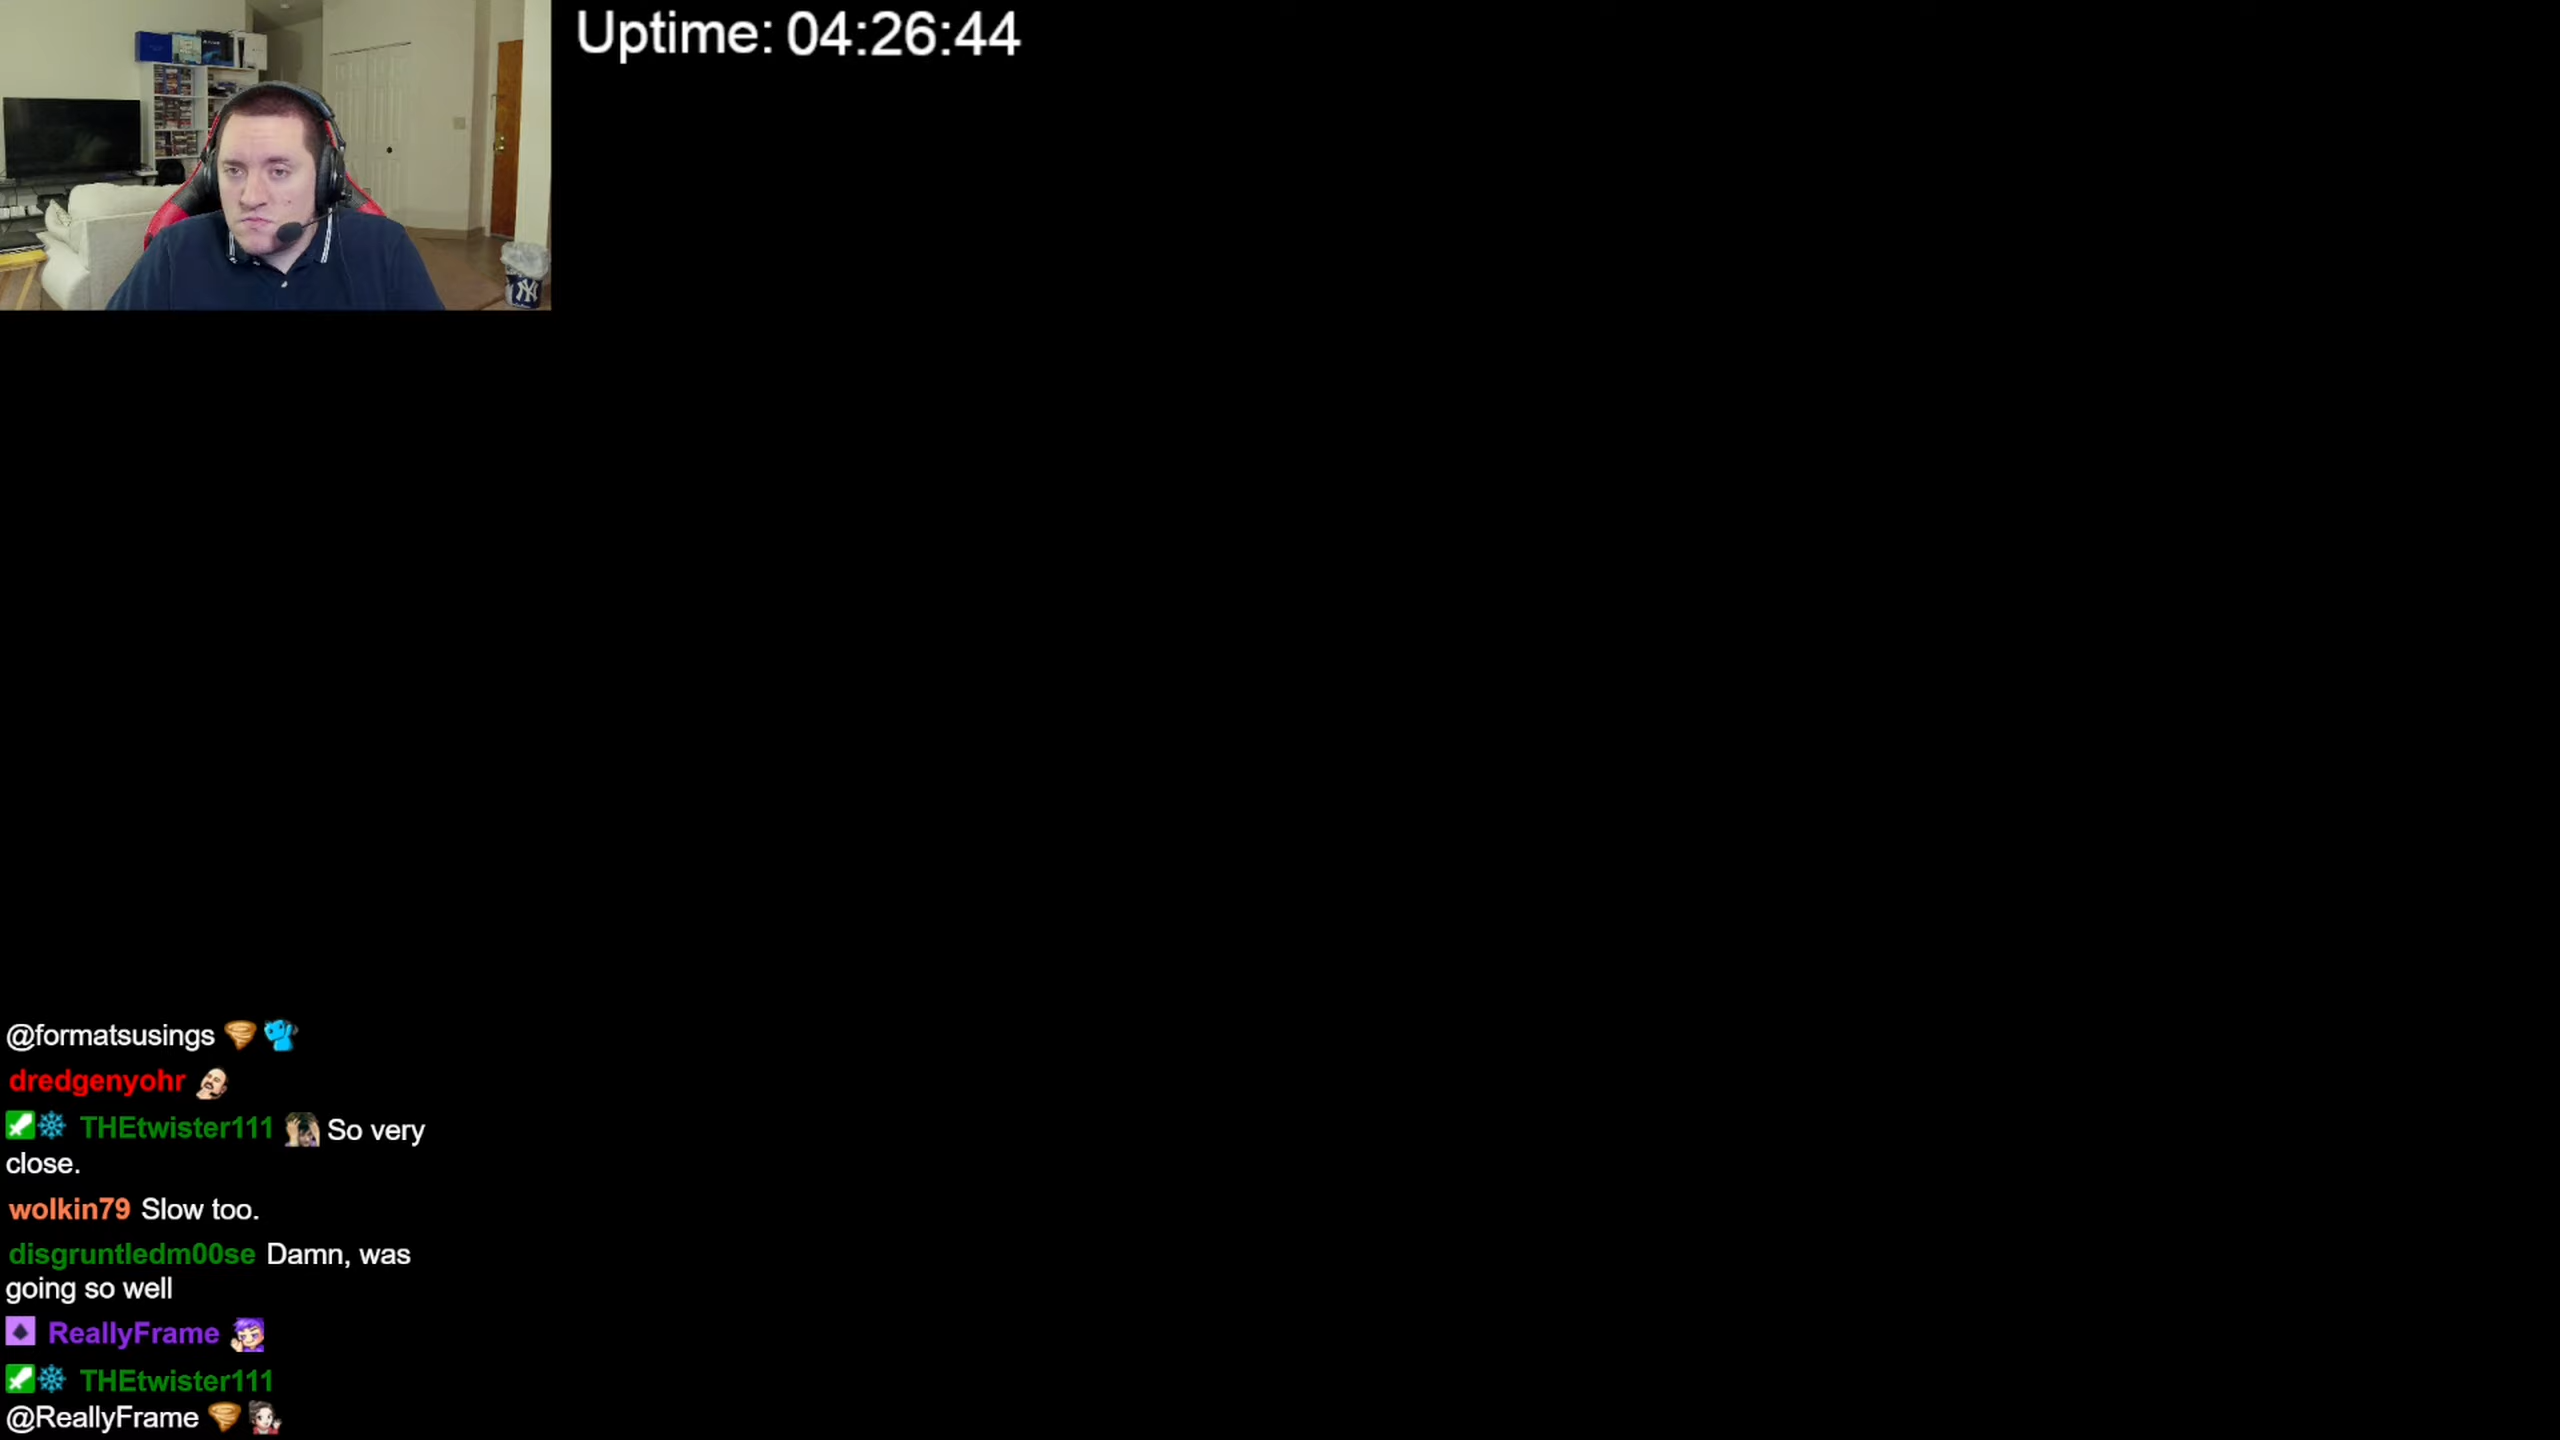 Uptime: 04:26:44
@formatsusings
dredgenyohr
THEtwister111 So very
close.
wolkin79 Slow too.
disgruntledm00se Damn, was
going so well
ReallyFrame
THEtwister111
@ReallyFrame
NY